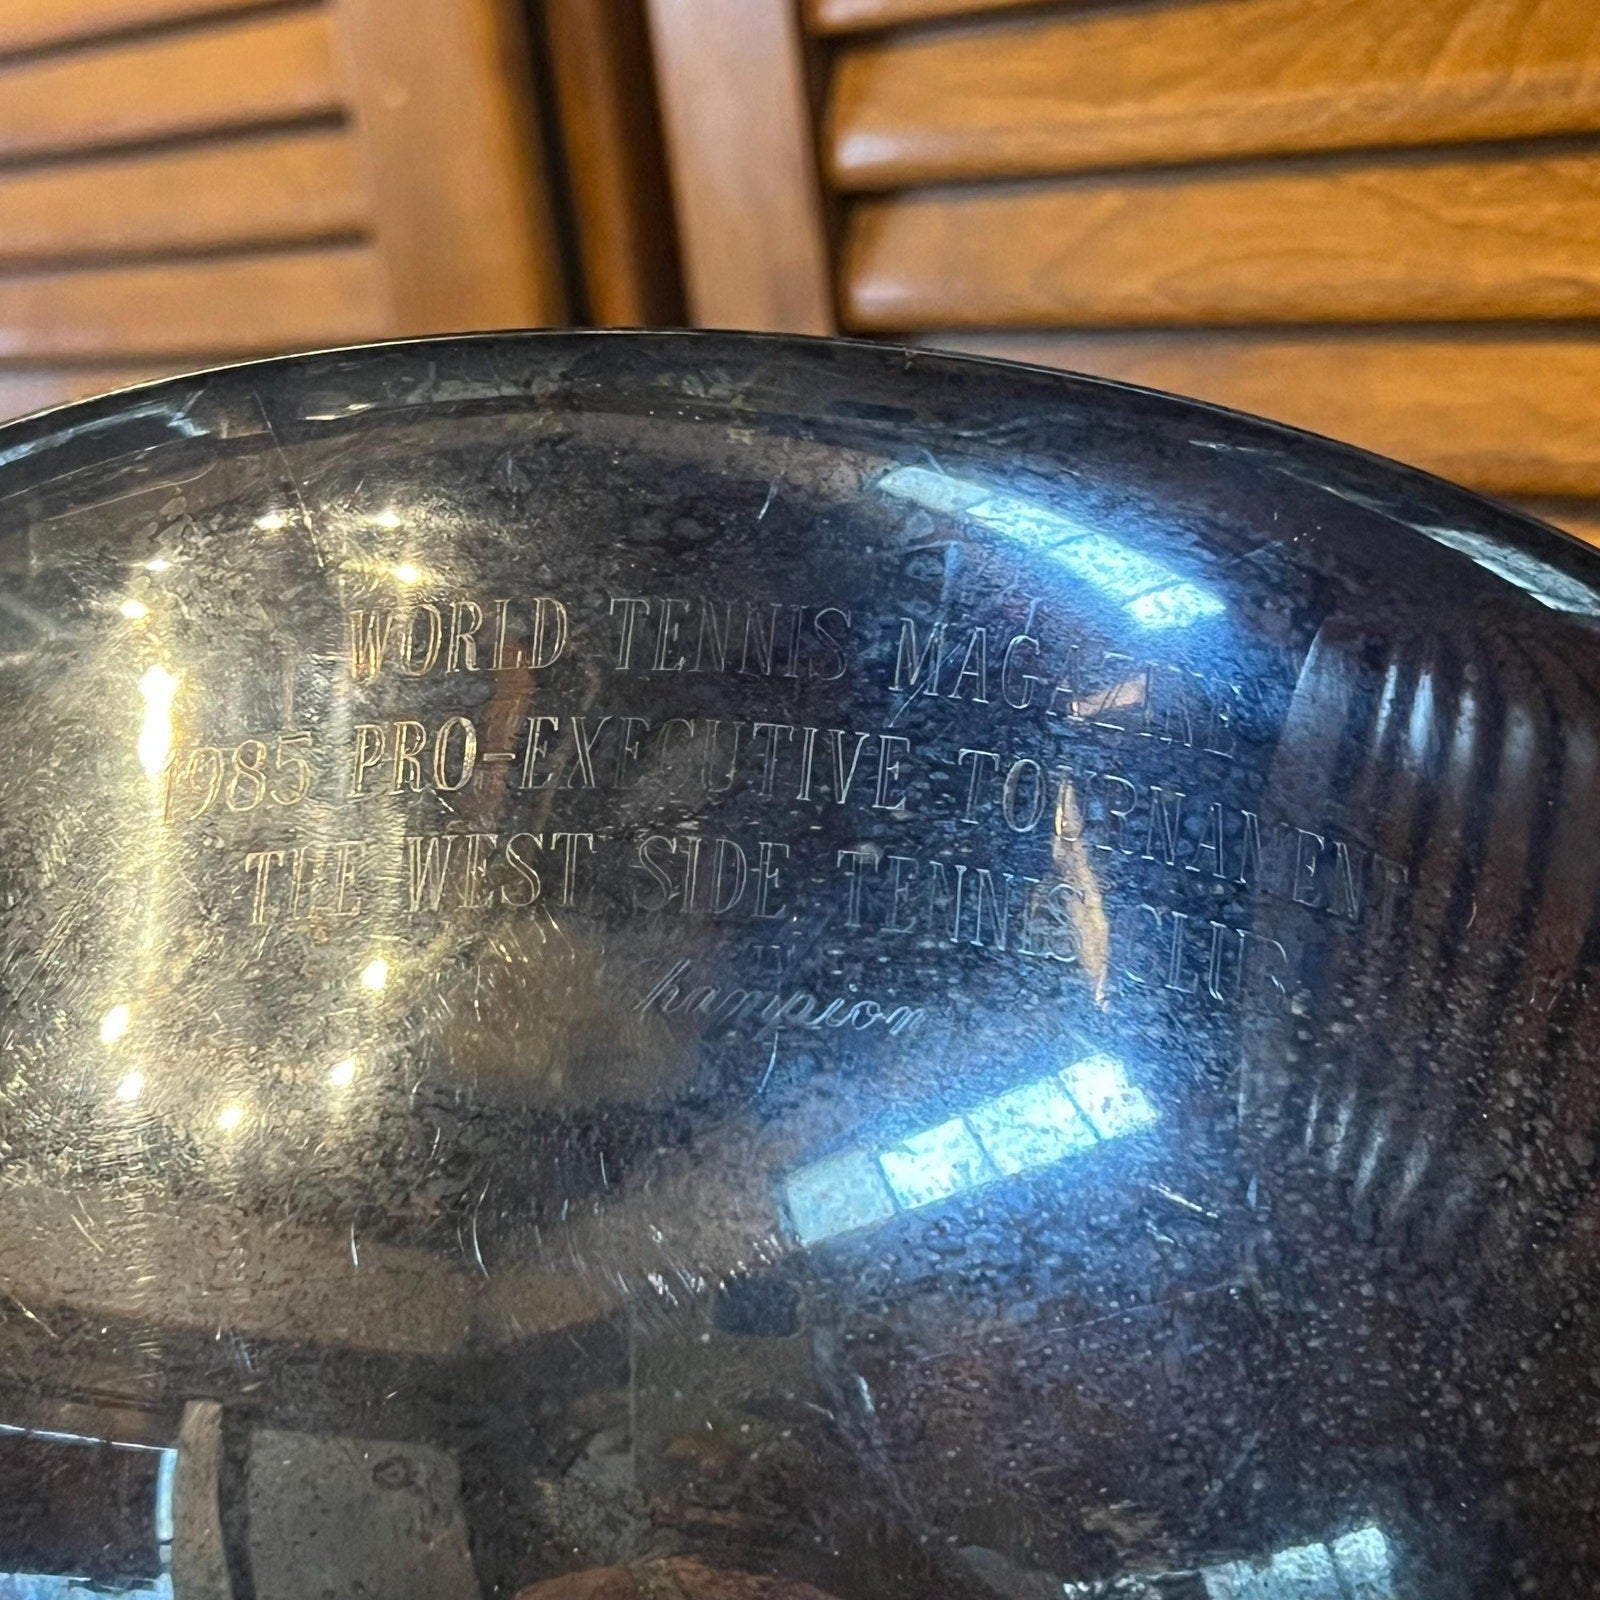 WORLD TENNIS MAGAZINE
1985 PRO-EXECUTIVE TOURNAMENT
THE WEST SIDE TENNIS CLUB
Champion